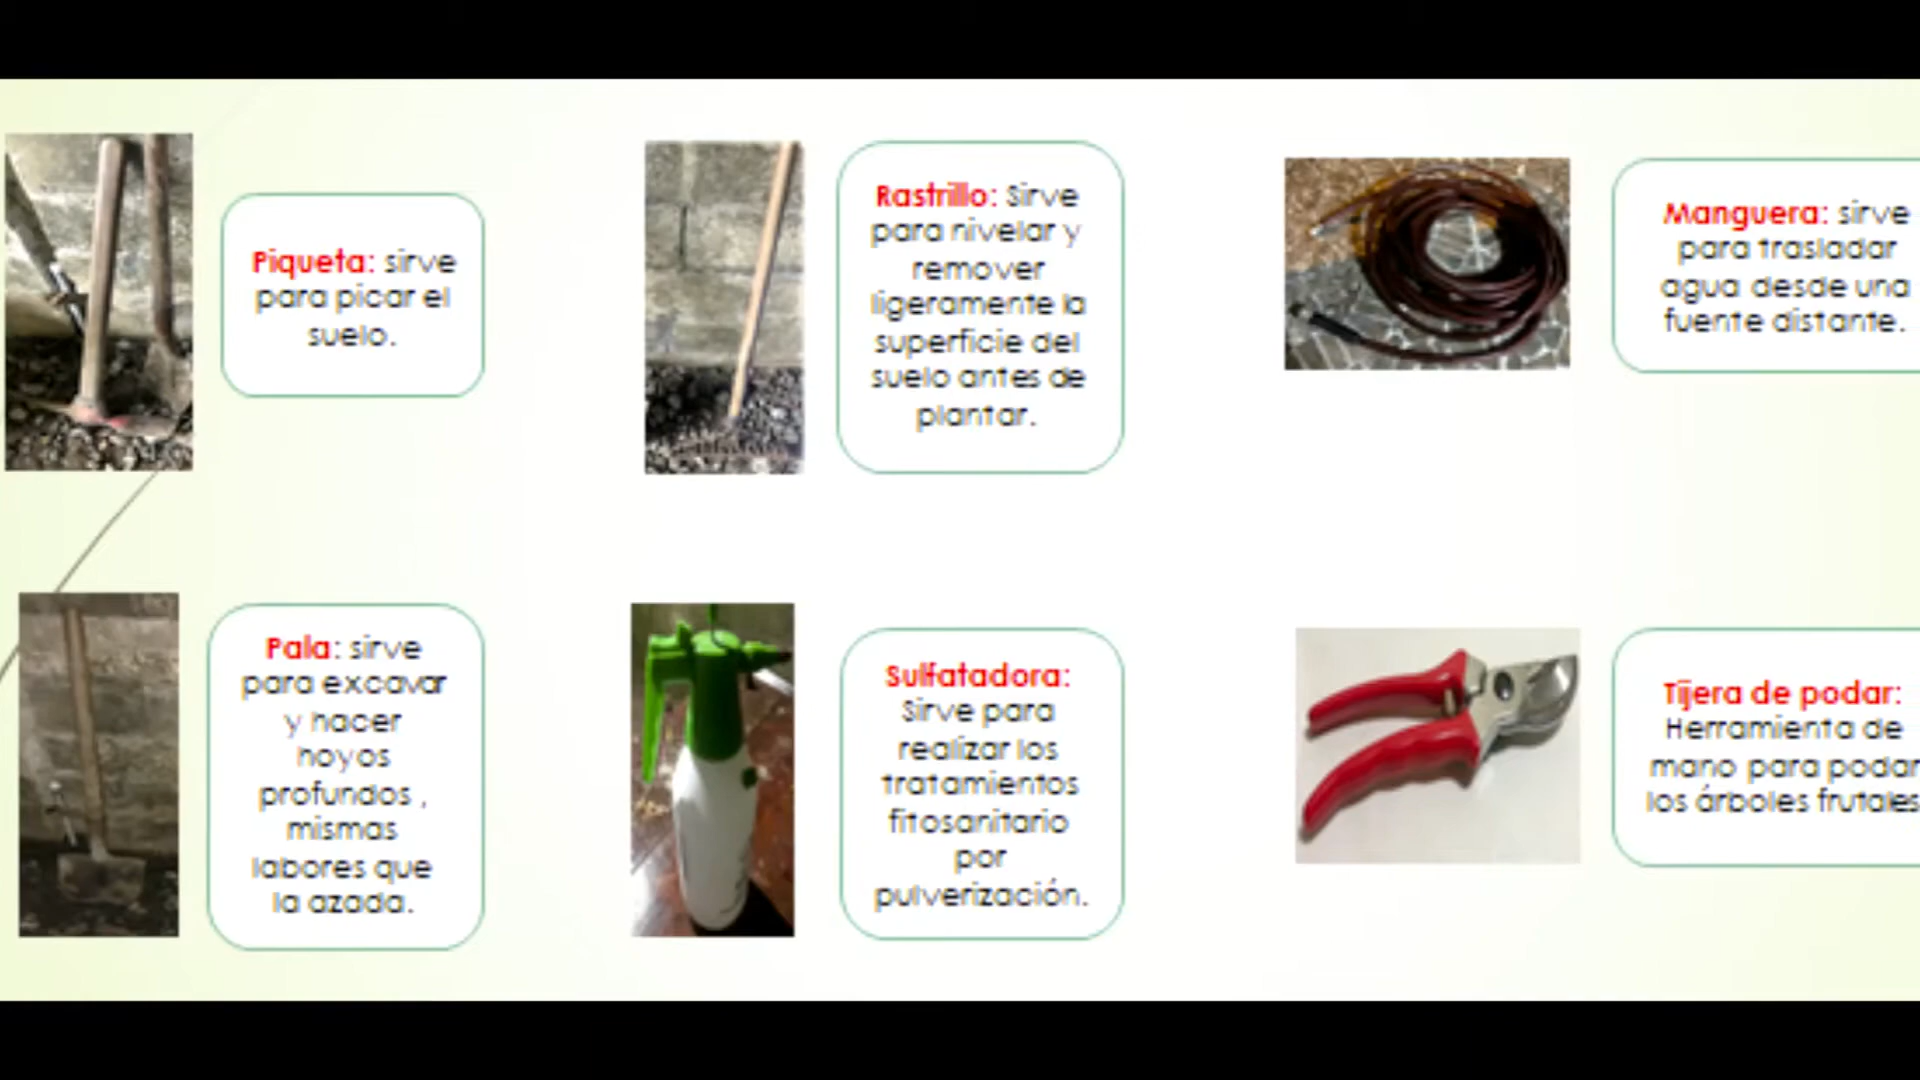 Piqueta: sirve
para picar el
suelo.
Rastrillo: Sirve
para nivelar y
remover
ligeramente la
superficie del
suelo antes de
plantar.
Manguera: sirve
para trasladar
agua desde una
fuente distante.
Pala: sirve
para excavar
y hacer
hoyos
profundos ,
mismas
labores que
la azada.
Sulfatadora:
Sirve para
realizar los
tratamientos
fitosanitario
por
pulverización.
Tijera de podar:
Herramienta de
mano para podar
los árboles frutales